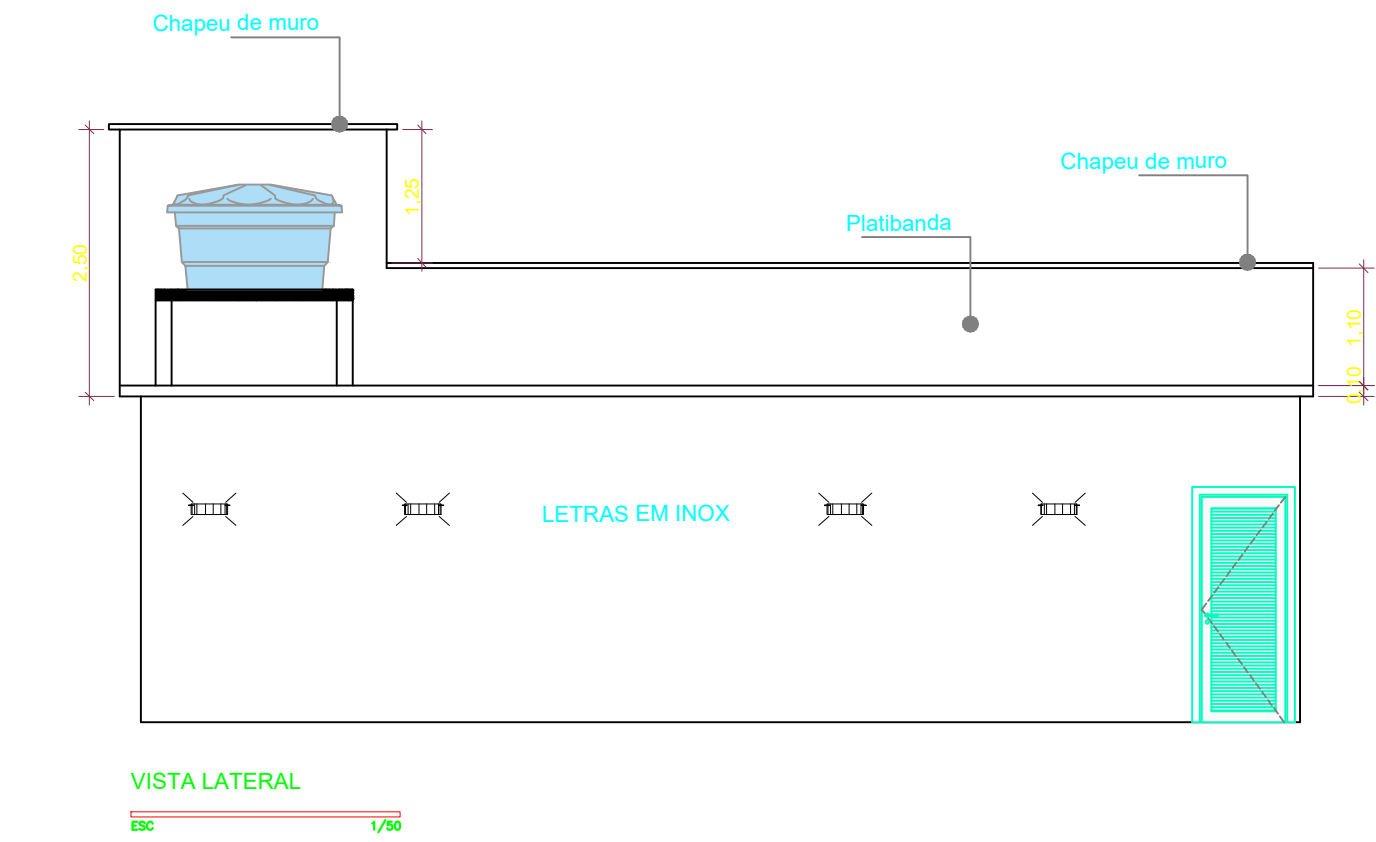 Chapeu de muro
Chapeu de muro
1,25
Platibanda
2,50
1,10
0,10
LETRAS EM INOX
VISTA LATERAL
ESC 1/50